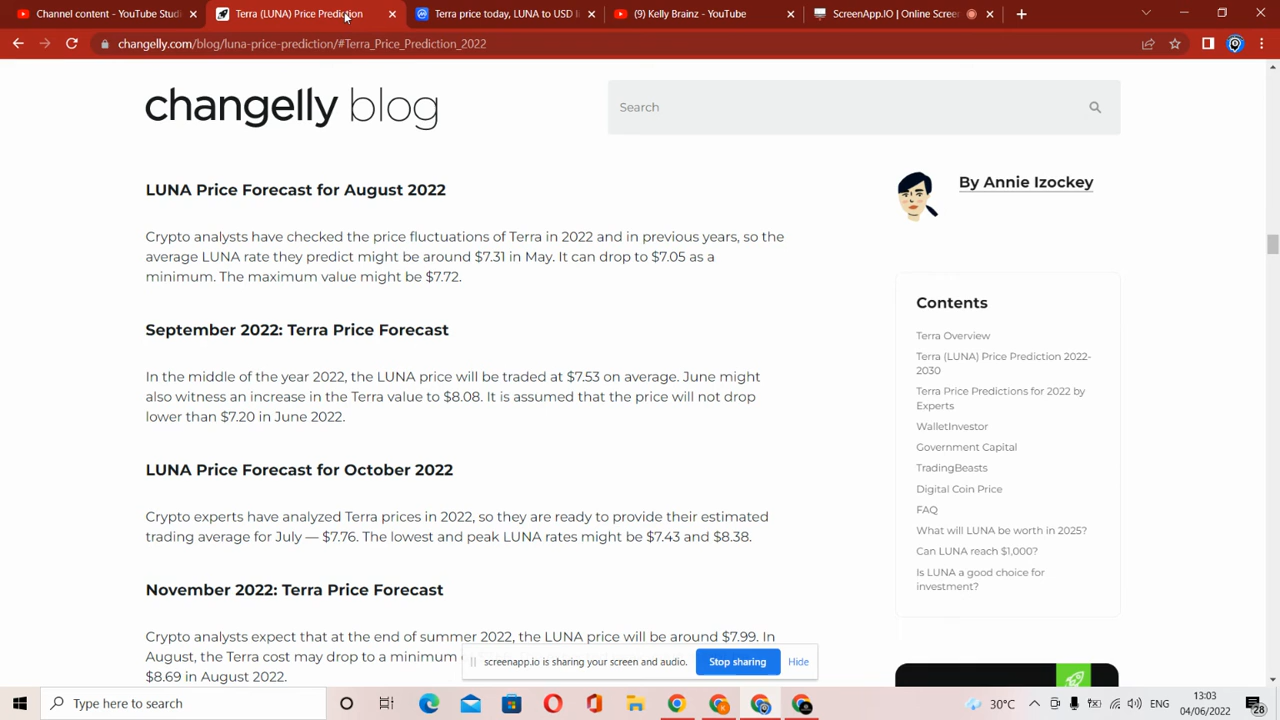 Channel content - YouTube Studi
Terra (LUNA) Price Prediction
Terra price today, LUNA to USD l
(9) Kelly Brainz - YouTube
ScreenApp.IO | Online Screen
changelly.com/blog/luna-price-prediction/#Terra_Price_Prediction_2022
changelly blog
Search
LUNA Price Forecast for August 2022
Crypto analysts have checked the price fluctuations of Terra in 2022 and in previous years, so the
average LUNA rate they predict might be around $7.31 in May. It can drop to $7.05 as a
minimum. The maximum value might be $7.72.
September 2022: Terra Price Forecast
In the middle of the year 2022, the LUNA price will be traded at $7.53 on average. June might
also witness an increase in the Terra value to $8.08. It is assumed that the price will not drop
lower than $7.20 in June 2022.
LUNA Price Forecast for October 2022
Crypto experts have analyzed Terra prices in 2022, so they are ready to provide their estimated
trading average for July — $7.76. The lowest and peak LUNA rates might be $7.43 and $8.38.
November 2022: Terra Price Forecast
Crypto analysts expect that at the end of summer 2022, the LUNA price will be around $7.99. In
August, the Terra cost may drop to a minimum
$8.69 in August 2022.
By Annie Izockey
Contents
Terra Overview
Terra (LUNA) Price Prediction 2022-
2030
Terra Price Predictions for 2022 by
Experts
WalletInvestor
Government Capital
TradingBeasts
Digital Coin Price
FAQ
What will LUNA be worth in 2025?
Can LUNA reach $1,000?
Is LUNA a good choice for
investment?
screenapp.io is sharing your screen and audio.
Stop sharing
Hide
Type here to search
30°C
ENG
13:03
04/06/2022
28